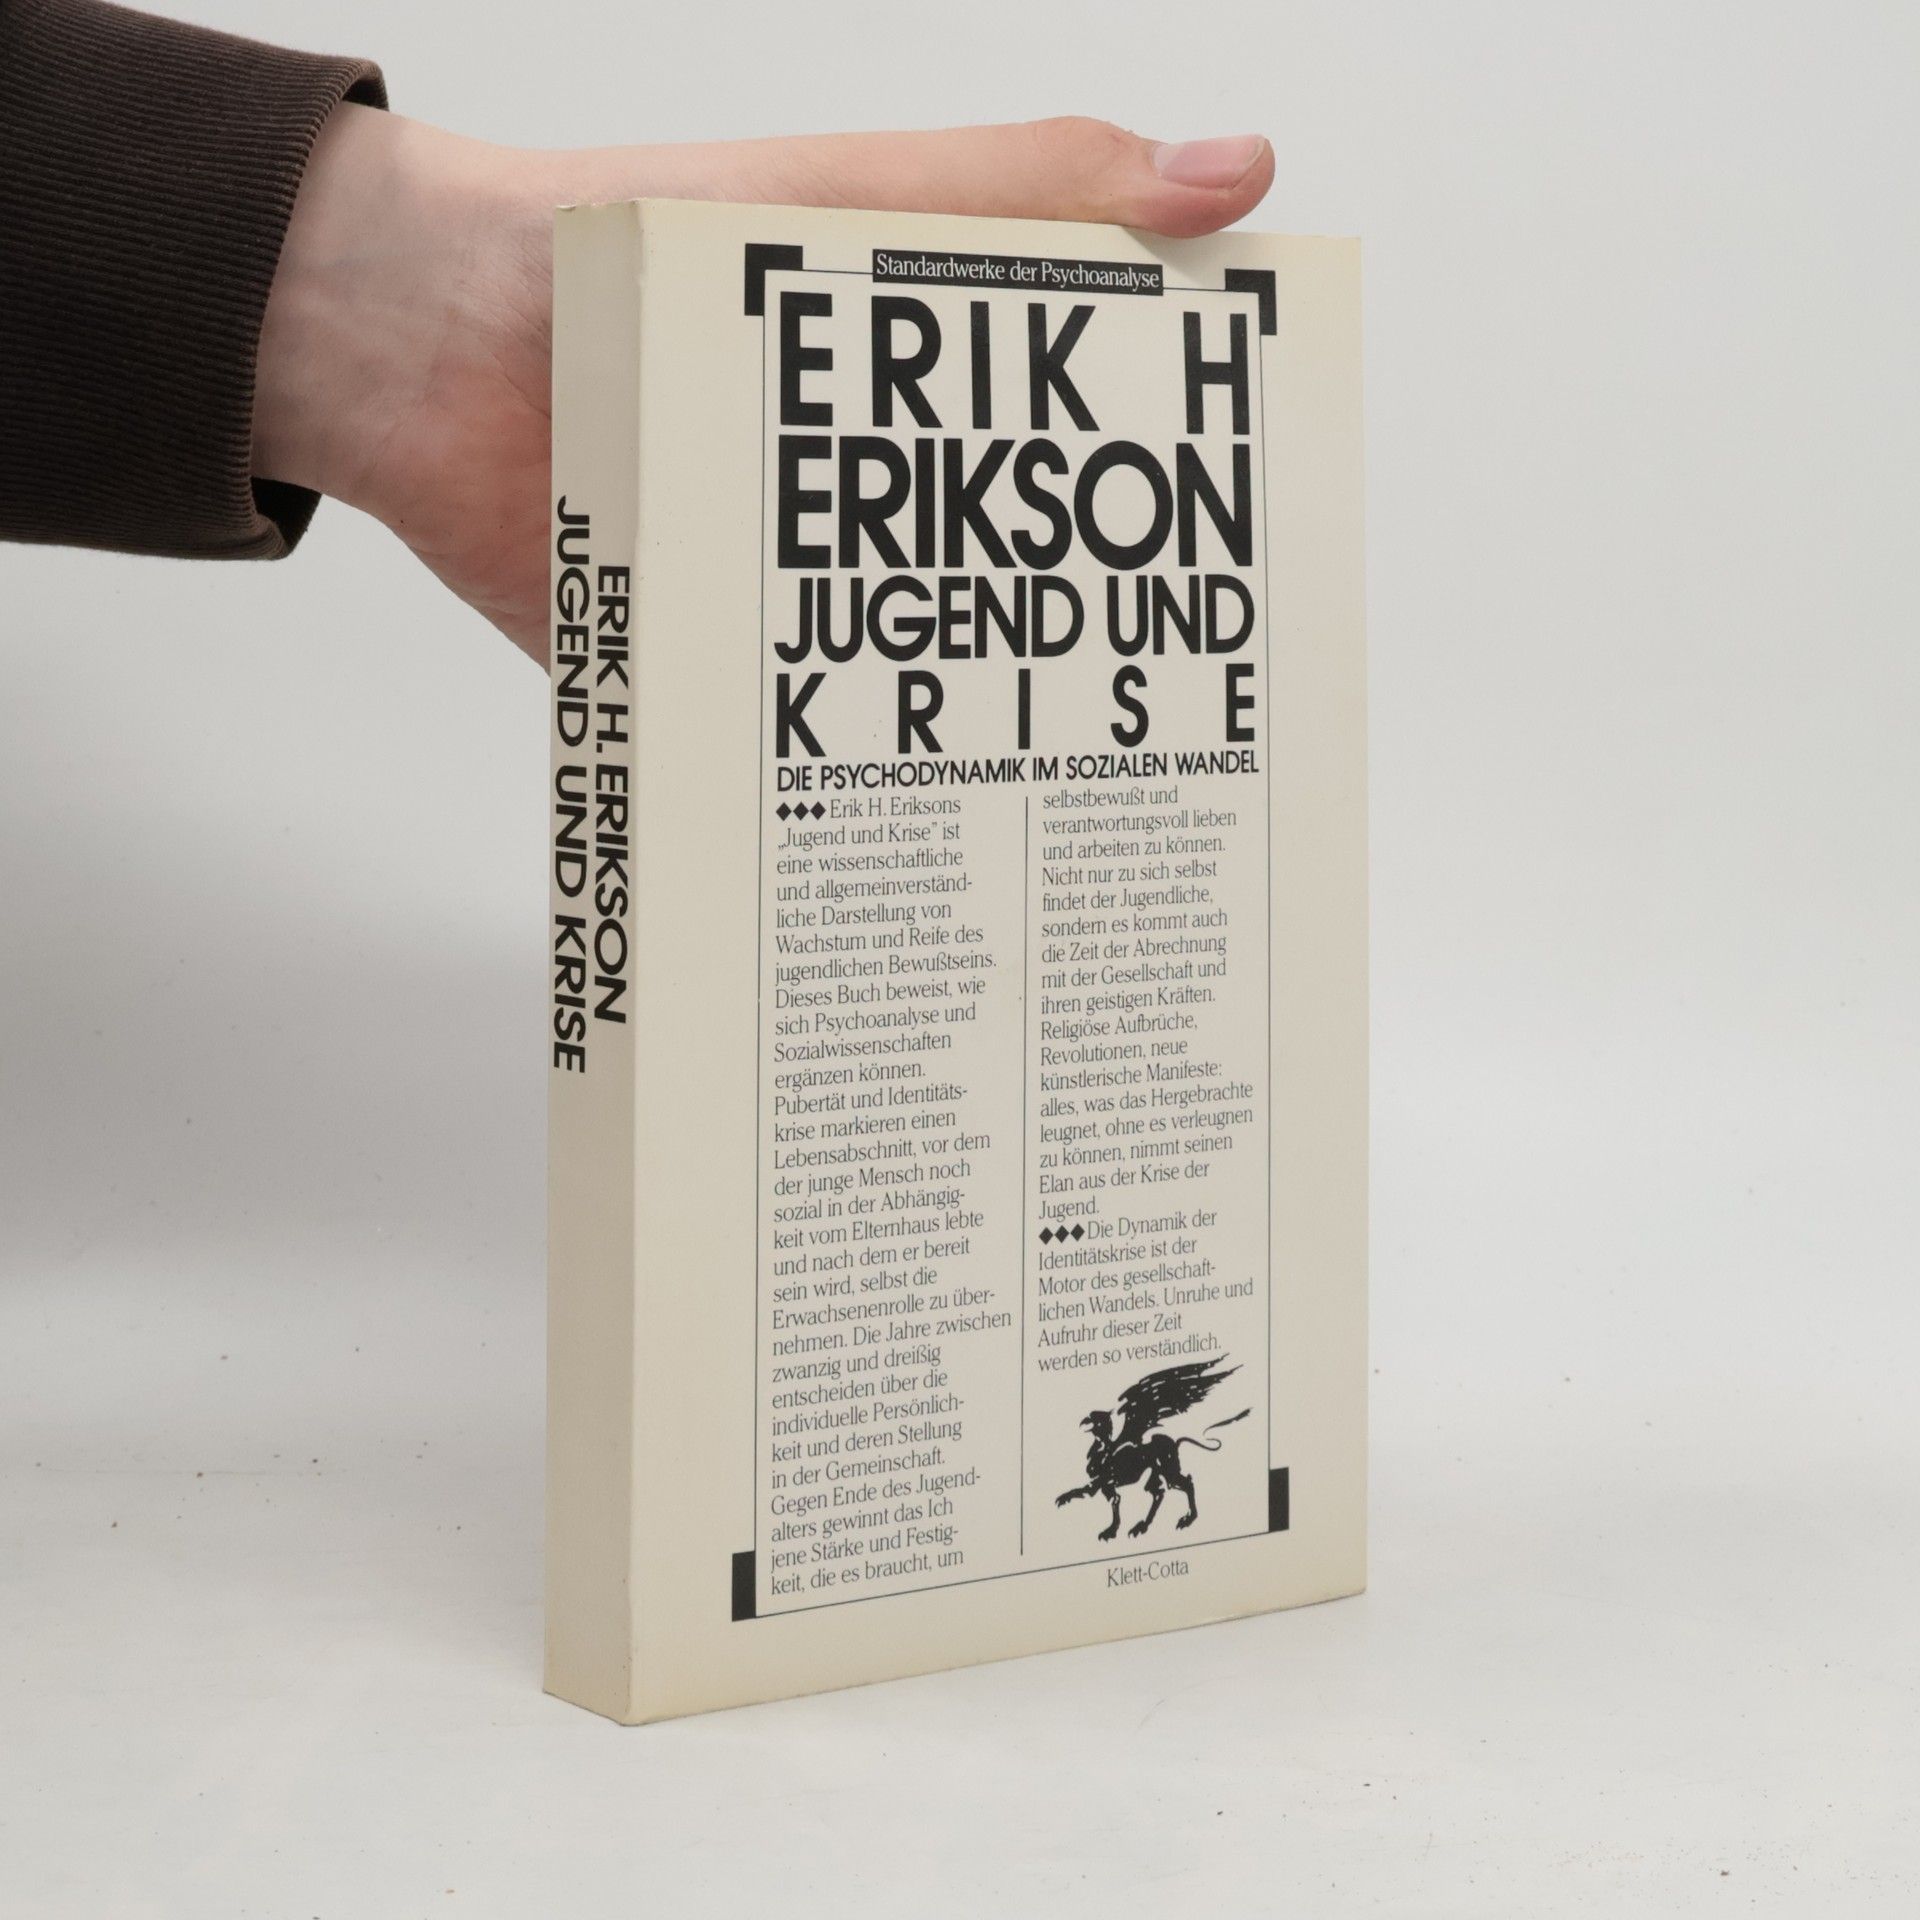 Standardwerke der Psychoanalyse
ERIK H
ERIKSON
JUGEND UND
KRISE
DIE PSYCHODYNAMIK IM SOZIALEN WANDEL
◆◆◆Erik H. Eriksons
„Jugend und Krise” ist
eine wissenschaftliche
und allgemeinverständ-
liche Darstellung von
Wachstum und Reife des
jugendlichen Bewußtseins.
Dieses Buch beweist, wie
sich Psychoanalyse und
Sozialwissenschaften
ergänzen können.
Pubertät und Identitäts-
krise markieren einen
Lebensabschnitt, vor dem
der junge Mensch noch
sozial in der Abhängig-
keit vom Elternhaus lebte
und nach dem er bereit
sein wird, selbst die
Erwachsenenrolle zu über-
nehmen. Die Jahre zwischen
zwanzig und dreißig
entscheiden über die
individuelle Persönlich-
keit und deren Stellung
in der Gemeinschaft.
Gegen Ende des Jugend-
alters gewinnt das Ich
jene Stärke und Festig-
keit, die es braucht, um
selbstbewußt und
verantwortungsvoll lieben
und arbeiten zu können.
Nicht nur zu sich selbst
findet der Jugendliche,
sondern es kommt auch
die Zeit der Abrechnung
mit der Gesellschaft und
ihren geistigen Kräften.
Religiöse Aufbrüche,
Revolutionen, neue
künstlerische Manifeste:
alles, was das Hergebrachte
leugnet, ohne es verleugnen
zu können, nimmt seinen
Elan aus der Krise der
Jugend.
◆◆◆Die Dynamik der
Identitätskrise ist der
Motor des gesellschaft-
lichen Wandels. Unruhe und
Aufruhr dieser Zeit
werden so verständlich.
Klett-Cotta
ERIK H. ERIKSON
JUGEND UND KRISE